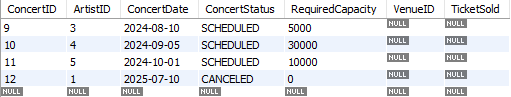 ConcertID ArtistID ConcertDate ConcertStatus RequiredCapacity VenueID TicketSold
9 3 2024-08-10 SCHEDULED 5000 NULL NULL
10 4 2024-09-05 SCHEDULED 30000 NULL NULL
11 5 2024-10-01 SCHEDULED 10000 NULL NULL
12 1 2025-07-10 CANCELED 0 NULL NULL
NULL NULL NULL NULL NULL NULL NULL